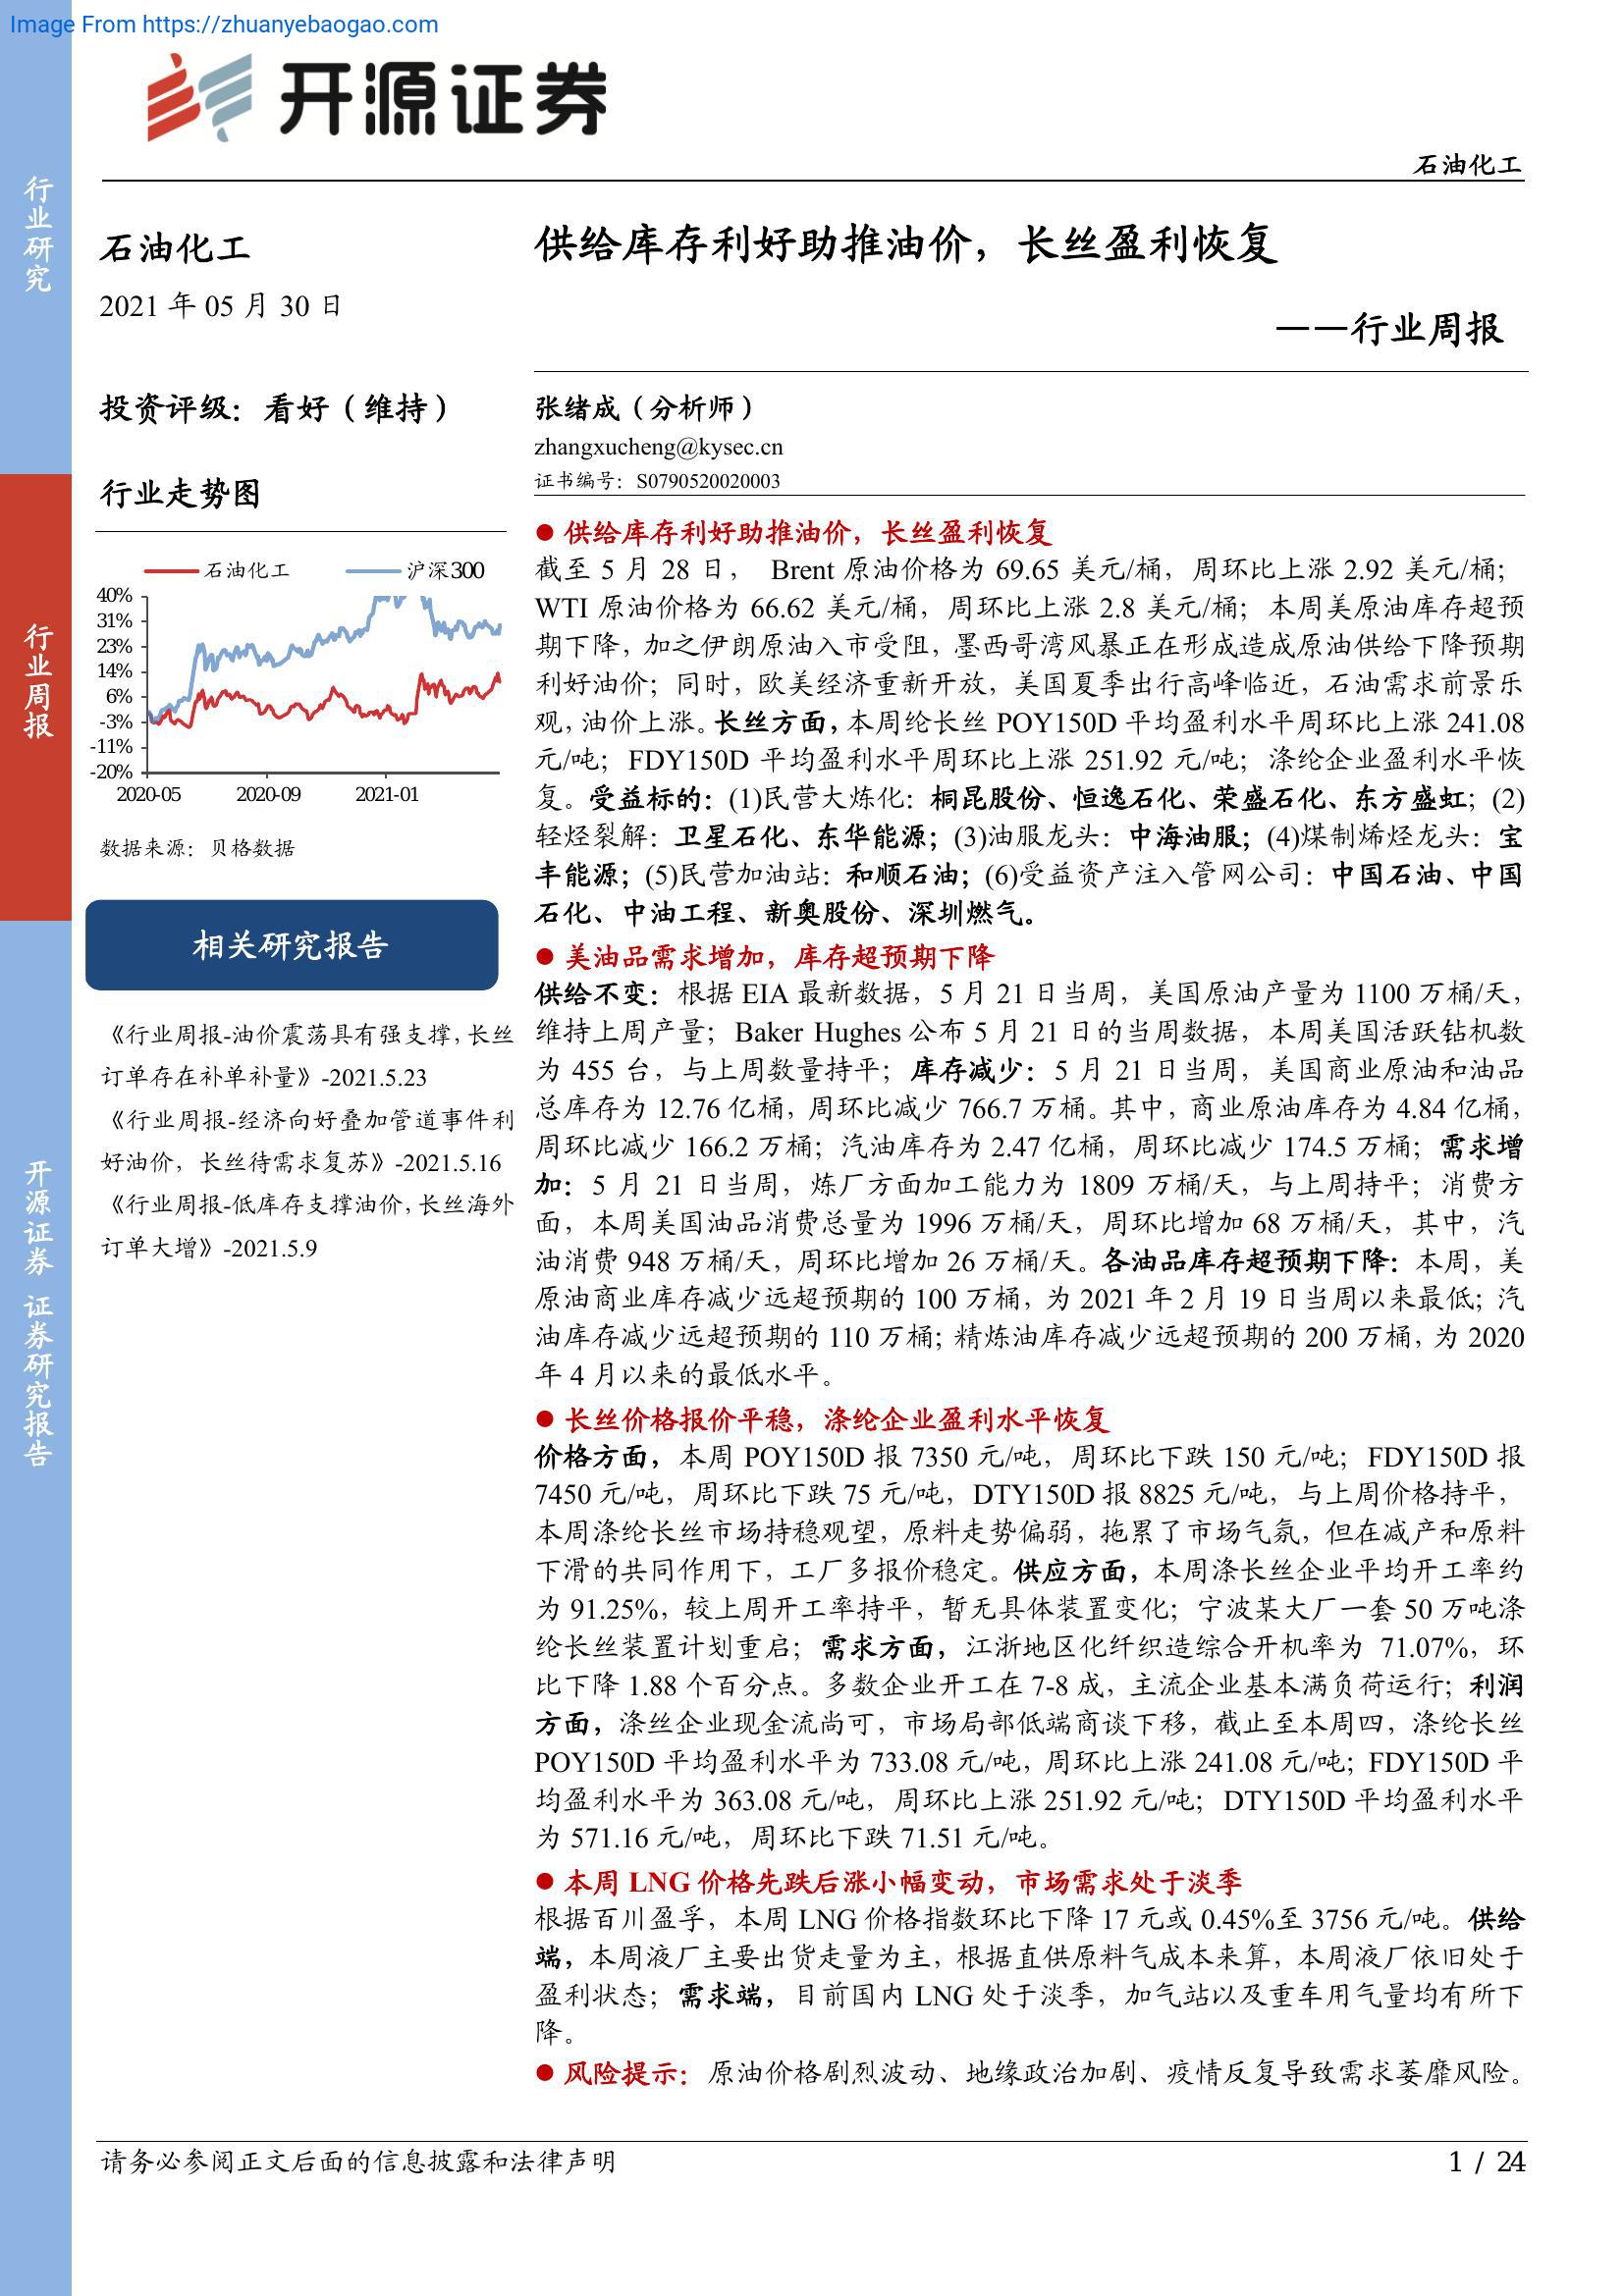 Image From https://zhuanyebaogao.com
开源证券
石油化工
行业研究
行业周报
开源证券 证券研究报告
石油化工
2021 年 05 月 30 日
投资评级：看好（维持）
行业走势图
石油化工 沪深300
40%
31%
23%
14%
6%
-3%
-11%
-20%
2020-05 2020-09 2021-01
数据来源：贝格数据
相关研究报告
《行业周报-油价震荡具有强支撑，长丝
订单存在补单补量》-2021.5.23
《行业周报-经济向好叠加管道事件利
好油价，长丝待需求复苏》-2021.5.16
《行业周报-低库存支撑油价，长丝海外
订单大增》-2021.5.9
供给库存利好助推油价，长丝盈利恢复
——行业周报
张绪成（分析师）
zhangxucheng@kysec.cn
证书编号：S0790520020003
● 供给库存利好助推油价，长丝盈利恢复
截至 5 月 28 日， Brent 原油价格为 69.65 美元/桶，周环比上涨 2.92 美元/桶；
WTI 原油价格为 66.62 美元/桶，周环比上涨 2.8 美元/桶；本周美原油库存超预
期下降，加之伊朗原油入市受阻，墨西哥湾风暴正在形成造成原油供给下降预期
利好油价；同时，欧美经济重新开放，美国夏季出行高峰临近，石油需求前景乐
观，油价上涨。长丝方面，本周纶长丝 POY150D 平均盈利水平周环比上涨 241.08
元/吨；FDY150D 平均盈利水平周环比上涨 251.92 元/吨；涤纶企业盈利水平恢
复。受益标的：(1)民营大炼化：桐昆股份、恒逸石化、荣盛石化、东方盛虹；(2)
轻烃裂解：卫星石化、东华能源；(3)油服龙头：中海油服；(4)煤制烯烃龙头：宝
丰能源；(5)民营加油站：和顺石油；(6)受益资产注入管网公司：中国石油、中国
石化、中油工程、新奥股份、深圳燃气。
● 美油品需求增加，库存超预期下降
供给不变：根据 EIA 最新数据，5 月 21 日当周，美国原油产量为 1100 万桶/天，
维持上周产量；Baker Hughes 公布 5 月 21 日的当周数据，本周美国活跃钻机数
为 455 台，与上周数量持平；库存减少：5 月 21 日当周，美国商业原油和油品
总库存为 12.76 亿桶，周环比减少 766.7 万桶。其中，商业原油库存为 4.84 亿桶，
周环比减少 166.2 万桶；汽油库存为 2.47 亿桶，周环比减少 174.5 万桶；需求增
加：5 月 21 日当周，炼厂方面加工能力为 1809 万桶/天，与上周持平；消费方
面，本周美国油品消费总量为 1996 万桶/天，周环比增加 68 万桶/天，其中，汽
油消费 948 万桶/天，周环比增加 26 万桶/天。各油品库存超预期下降：本周，美
原油商业库存减少远超预期的 100 万桶，为 2021 年 2 月 19 日当周以来最低；汽
油库存减少远超预期的 110 万桶；精炼油库存减少远超预期的 200 万桶，为 2020
年 4 月以来的最低水平。
● 长丝价格报价平稳，涤纶企业盈利水平恢复
价格方面，本周 POY150D 报 7350 元/吨，周环比下跌 150 元/吨；FDY150D 报
7450 元/吨，周环比下跌 75 元/吨，DTY150D 报 8825 元/吨，与上周价格持平，
本周涤纶长丝市场持稳观望，原料走势偏弱，拖累了市场气氛，但在减产和原料
下滑的共同作用下，工厂多报价稳定。供应方面，本周涤长丝企业平均开工率约
为 91.25%，较上周开工率持平，暂无具体装置变化；宁波某大厂一套 50 万吨涤
纶长丝装置计划重启；需求方面，江浙地区化纤织造综合开机率为 71.07%，环
比下降 1.88 个百分点。多数企业开工在 7-8 成，主流企业基本满负荷运行；利润
方面，涤丝企业现金流尚可，市场局部低端商谈下移，截止至本周四，涤纶长丝
POY150D 平均盈利水平为 733.08 元/吨，周环比上涨 241.08 元/吨；FDY150D 平
均盈利水平为 363.08 元/吨，周环比上涨 251.92 元/吨；DTY150D 平均盈利水平
为 571.16 元/吨，周环比下跌 71.51 元/吨。
● 本周 LNG 价格先跌后涨小幅变动，市场需求处于淡季
根据百川盈孚，本周 LNG 价格指数环比下降 17 元或 0.45%至 3756 元/吨。供给
端，本周液厂主要出货走量为主，根据直供原料气成本来算，本周液厂依旧处于
盈利状态；需求端，目前国内 LNG 处于淡季，加气站以及重车用气量均有所下
降。
● 风险提示：原油价格剧烈波动、地缘政治加剧、疫情反复导致需求萎靡风险。
请务必参阅正文后面的信息披露和法律声明
1 / 24